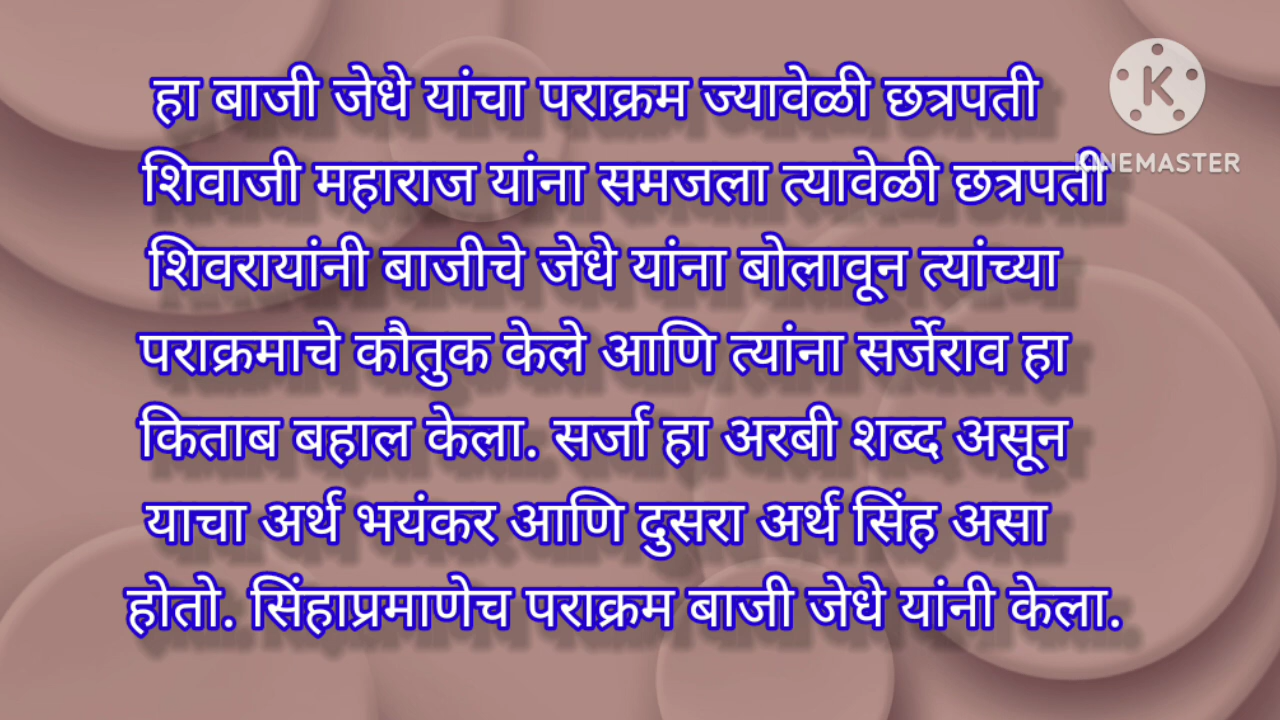 हा बाजी जेधे यांचा पराक्रम ज्यावेळी छत्रपती
शिवाजी महाराज यांना समजला त्यावेळी छत्रपती
शिवरायांनी बाजीचे जेधे यांना बोलावून त्यांच्या
पराक्रमाचे कौतुक केले आणि त्यांना सर्जेराव हा
किताब बहाल केला. सर्जा हा अरबी शब्द असून
याचा अर्थ भयंकर आणि दुसरा अर्थ सिंह असा
होतो. सिंहाप्रमाणेच पराक्रम बाजी जेधे यांनी केला.
K
KINEMASTER